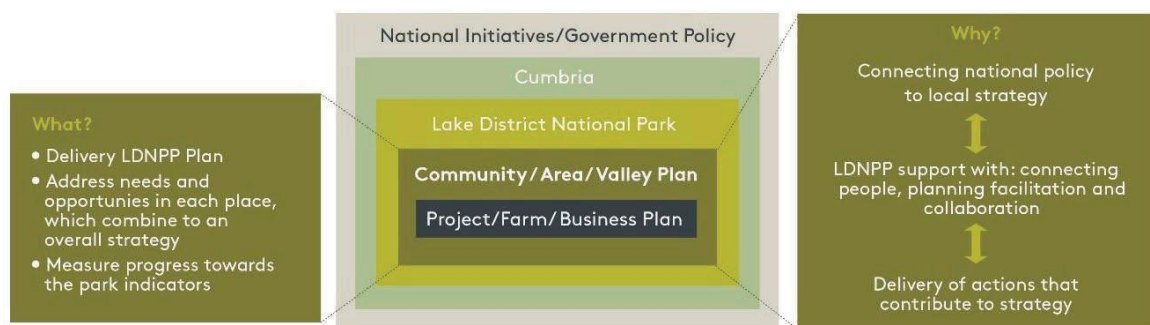 What?
• Delivery LDNPP Plan
• Address needs and
opportunies in each place,
which combine to an
overall strategy
• Measure progress towards
the park indicators
National Initiatives/Government Policy
Cumbria
Lake District National Park
Community/Area/Valley Plan
Project/Farm/Business Plan
Why?
Connecting national policy
to local strategy
LDNPP support with: connecting
people, planning facilitation and
collaboration
Delivery of actions that
contribute to strategy